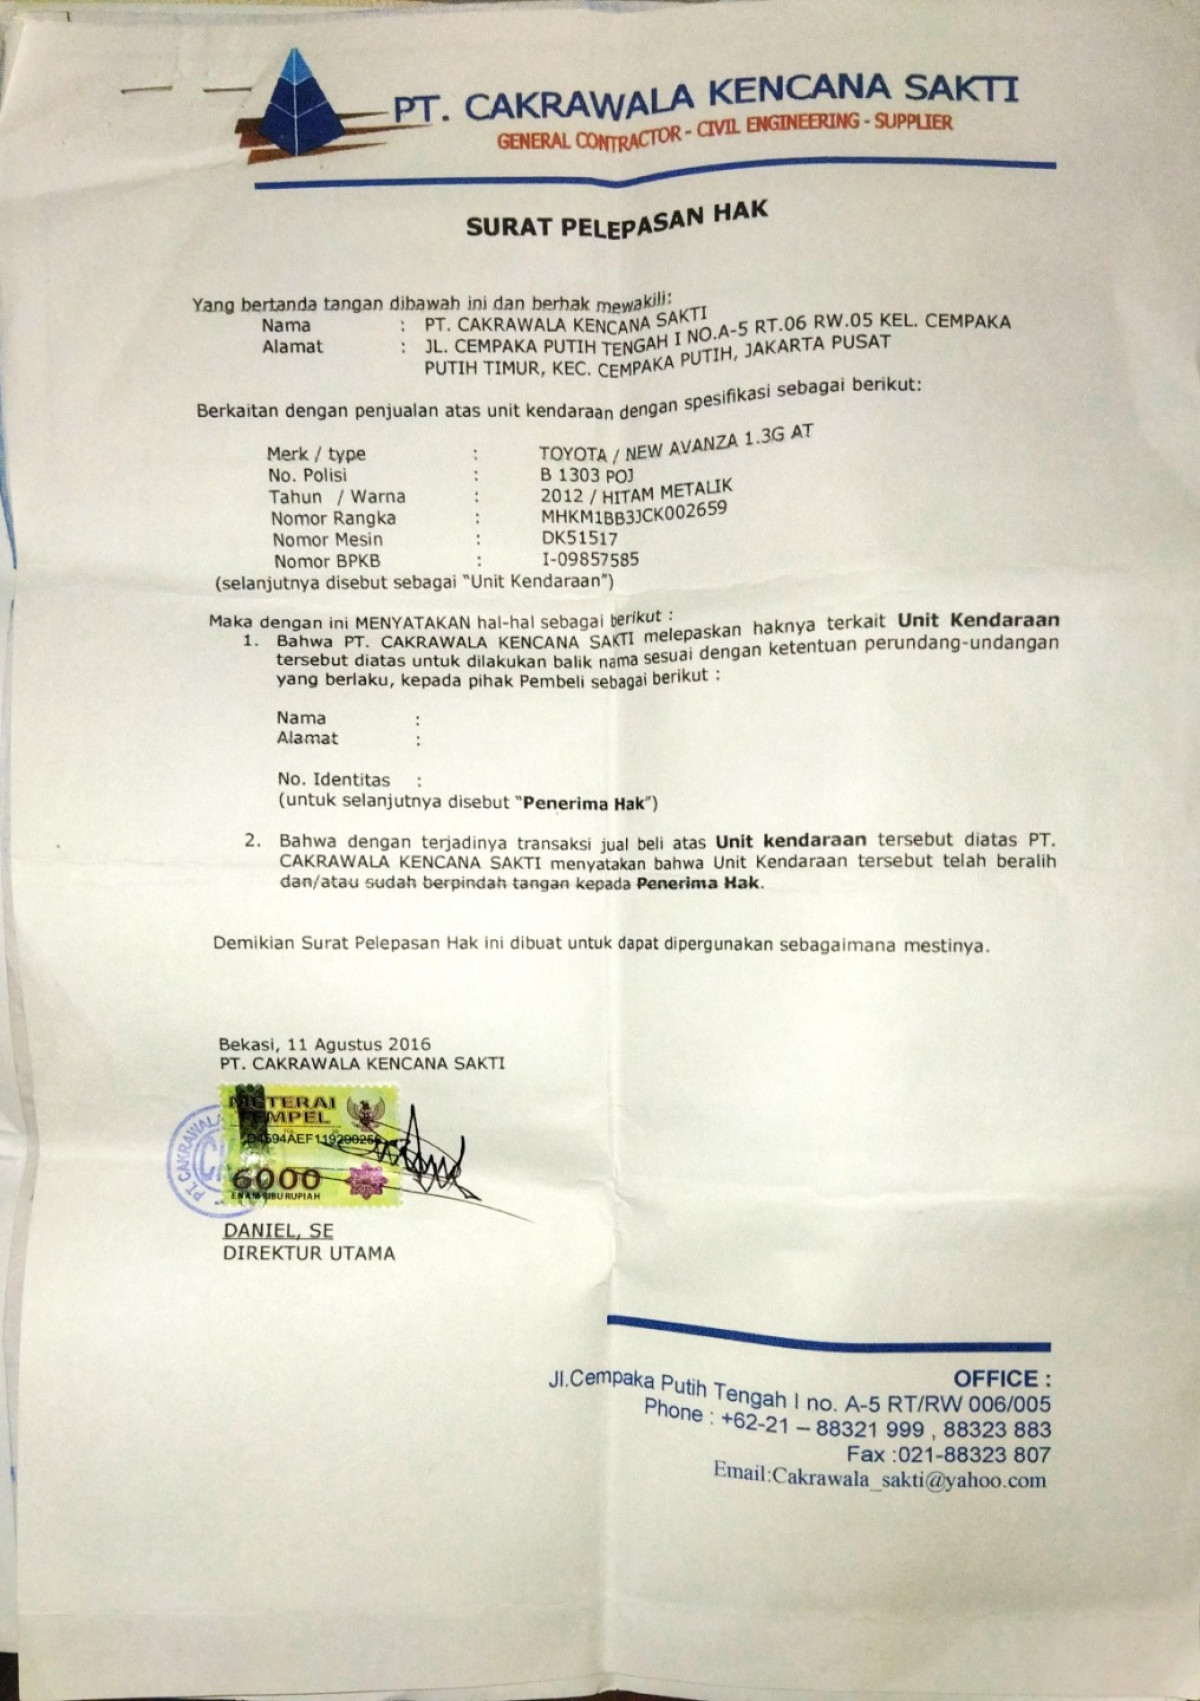 PT. CAKRAWALA KENCANA SAKTI
GENERAL CONTRACTOR - CIVIL ENGINEERING - SUPPLIER
SURAT PELEPASAN HAK
Yang bertanda tangan dibawah ini dan berhak mewakili:
Nama : PT. CAKRAWALA KENCANA SAKTI
Alamat : JL. CEMPAKA PUTIH TENGAH I NO.A-5 RT.06 RW.05 KEL. CEMPAKA
PUTIH TIMUR, KEC. CEMPAKA PUTIH, JAKARTA PUSAT
Berkaitan dengan penjualan atas unit kendaraan dengan spesifikasi sebagai berikut:
Merk / type : TOYOTA / NEW AVANZA 1.3G AT
No. Polisi : B 1303 POJ
Tahun / Warna : 2012 / HITAM METALIK
Nomor Rangka : MHKM1BB3JCK002659
Nomor Mesin : DK51517
Nomor BPKB : I-09857585
(selanjutnya disebut sebagai "Unit Kendaraan")
Maka dengan ini MENYATAKAN hal-hal sebagai berikut :
1. Bahwa PT. CAKRAWALA KENCANA SAKTI melepaskan haknya terkait Unit Kendaraan
tersebut diatas untuk dilakukan balik nama sesuai dengan ketentuan perundang-undangan
yang berlaku, kepada pihak Pembeli sebagai berikut :
Nama :
Alamat :
No. Identitas :
(untuk selanjutnya disebut "Penerima Hak")
2. Bahwa dengan terjadinya transaksi jual beli atas Unit kendaraan tersebut diatas PT.
CAKRAWALA KENCANA SAKTI menyatakan bahwa Unit Kendaraan tersebut telah beralih
dan/atau sudah berpindah tangan kepada Penerima Hak.
Demikian Surat Pelepasan Hak ini dibuat untuk dapat dipergunakan sebagaimana mestinya.
Bekasi, 11 Agustus 2016
PT. CAKRAWALA KENCANA SAKTI
METERAI
TEMPEL
PT. CAKRAWALA
6000
ENAM RIBU RUPIAH
DANIEL, SE
DIREKTUR UTAMA
OFFICE :
Jl.Cempaka Putih Tengah I no. A-5 RT/RW 006/005
Phone : +62-21 – 88321 999 , 88323 883
Fax :021-88323 807
Email:Cakrawala_sakti@yahoo.com